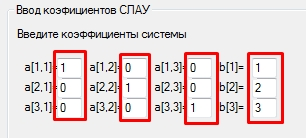 Ввод коэфициентов СЛАУ
Введите коэффициенты системы
a[1,1]= 1 a[1,2]= 0 a[1,3]= 0 b[1]= 1
a[2,1]= 0 a[2,2]= 1 a[2,3]= 0 b[2]= 2
a[3,1]= 0 a[3,2]= 0 a[3,3]= 1 b[3]= 3